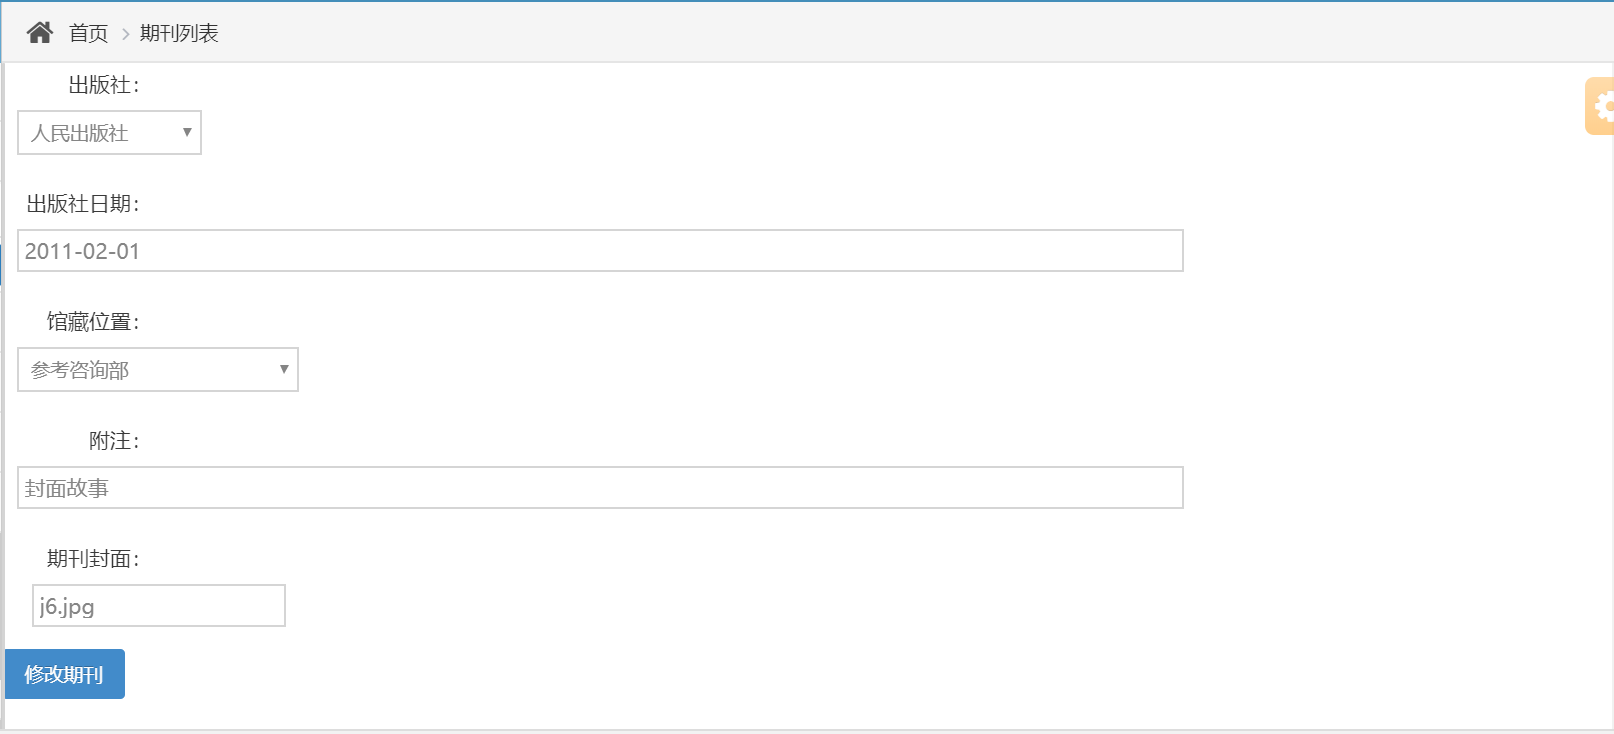 首页 > 期刊列表
出版社：
人民出版社
出版社日期：
2011-02-01
馆藏位置：
参考咨询部
附注：
封面故事
期刊封面：
j6.jpg
修改期刊